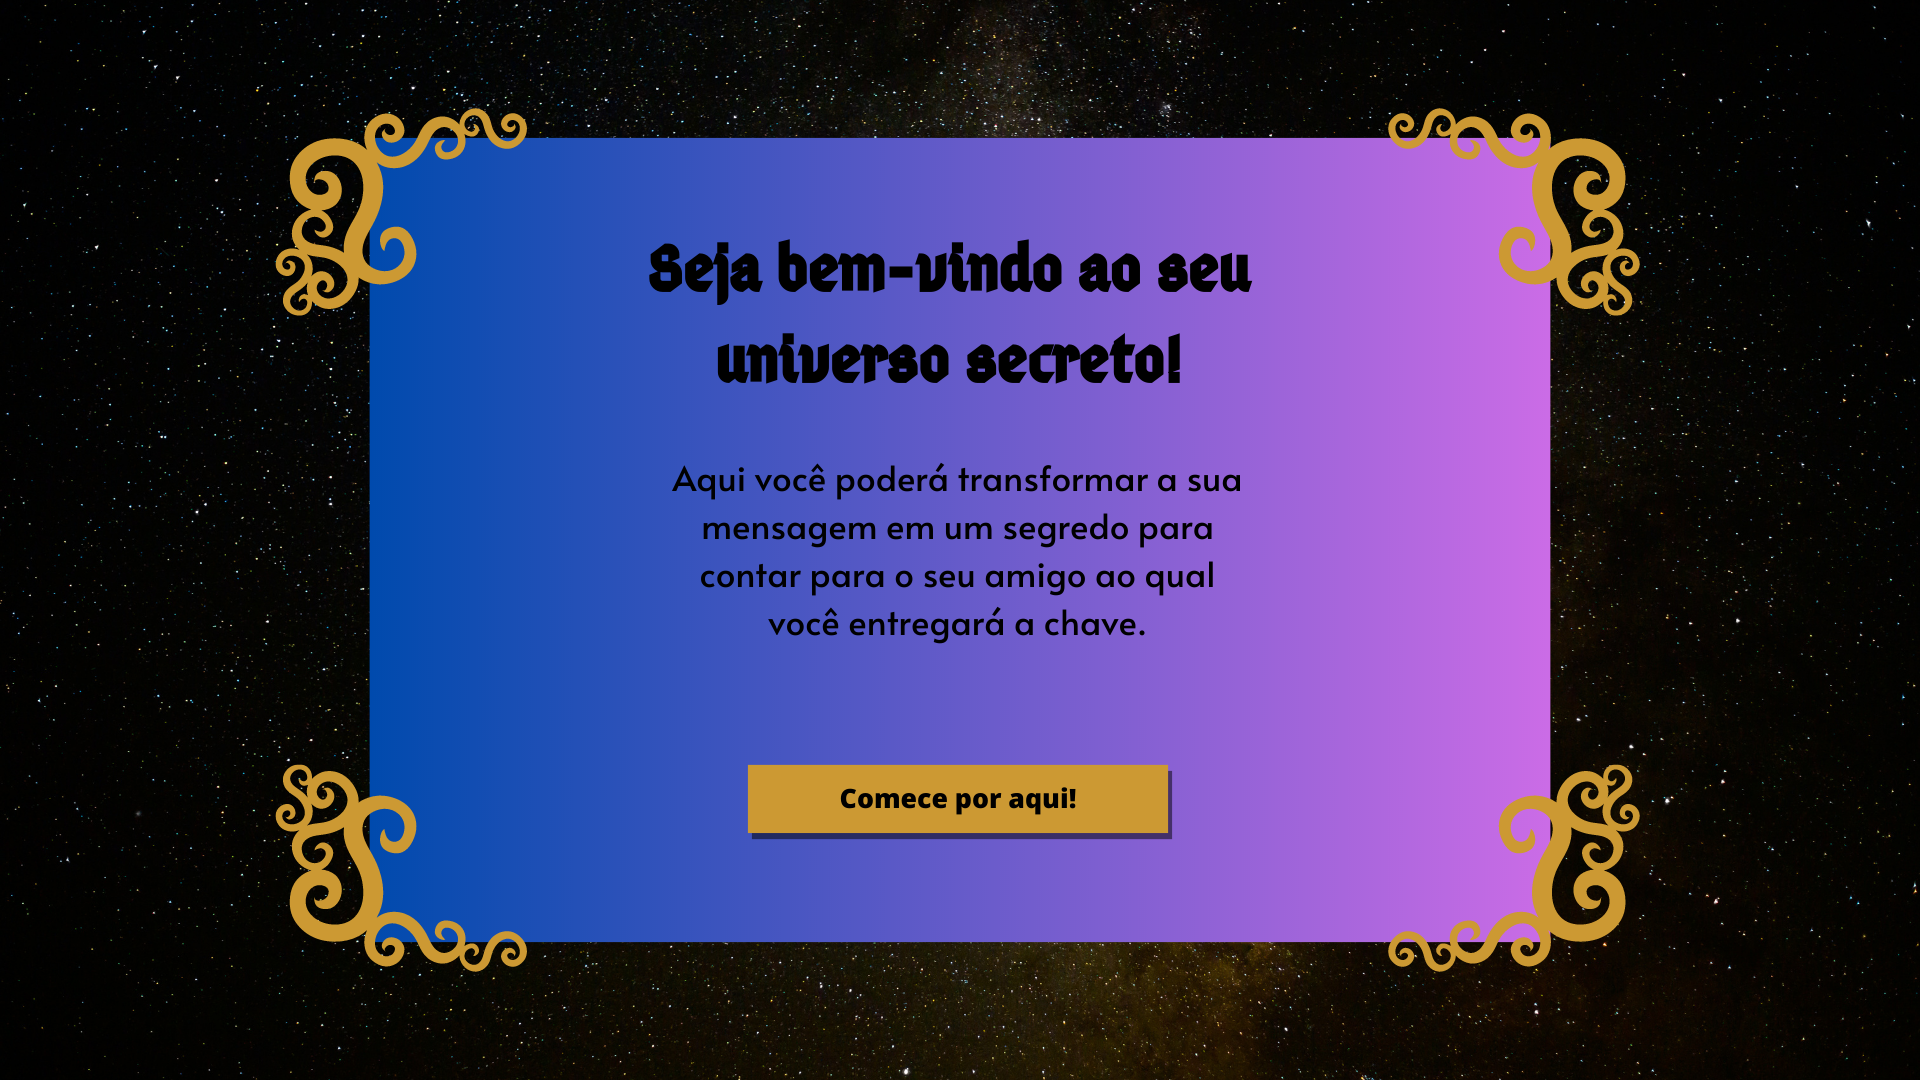 Seja bem-vindo ao seu
universo secreto!
Aqui você poderá transformar a sua
mensagem em um segredo para
contar para o seu amigo ao qual
você entregará a chave.
Comece por aqui!